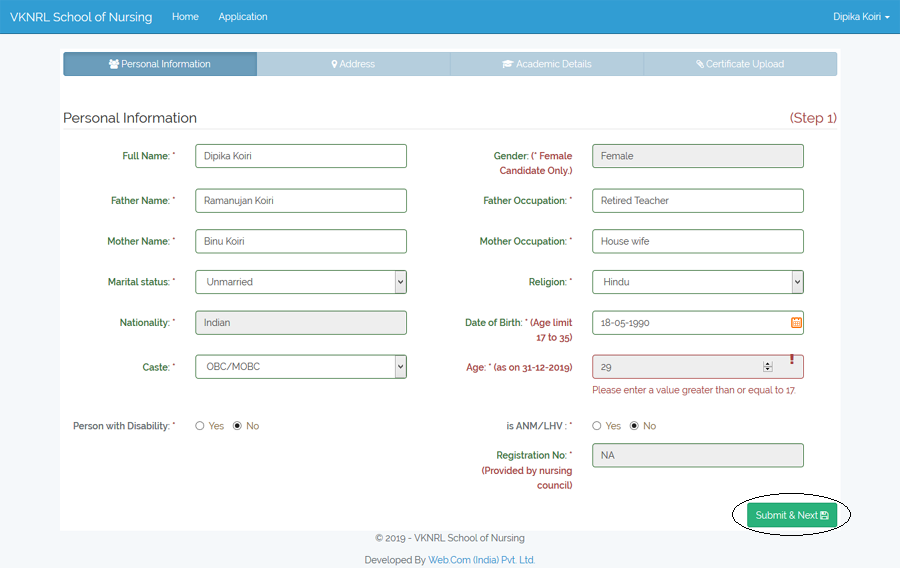 VKNRL School of Nursing Home Application Dipika Koiri
Personal Information Address Academic Details Certificate Upload
Personal Information (Step 1)
Full Name: * Dipika Koiri
Gender: (* Female
Candidate Only.)
Female
Father Name: * Ramanujan Koiri
Father Occupation: * Retired Teacher
Mother Name: * Binu Koiri
Mother Occupation: * House wife
Marital status: * Unmarried
Religion: * Hindu
Nationality: * Indian
Date of Birth: * (Age limit
17 to 35)
18-05-1990
Caste: * OBC/MOBC
Age: * (as on 31-12-2019) 29
Please enter a value greater than or equal to 17.
Person with Disability: * Yes No
is ANM/LHV : * Yes No
Registration No: *
(Provided by nursing
council)
NA
Submit & Next
© 2019 - VKNRL School of Nursing
Developed By Web.Com (India) Pvt. Ltd.